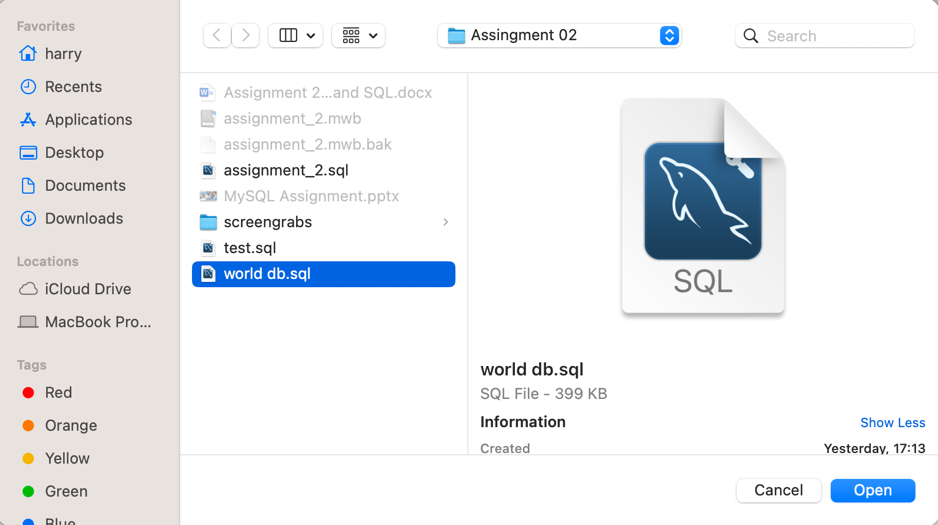 Favorites
harry
Recents
Applications
Desktop
Documents
Downloads
Locations
iCloud Drive
MacBook Pro...
Tags
Red
Orange
Yellow
Green
Blue
Assingment 02
Search
Assignment 2...and SQL.docx
assignment_2.mwb
assignment_2.mwb.bak
assignment_2.sql
MySQL Assignment.pptx
screengrabs
test.sql
world db.sql
SQL
world db.sql
SQL File - 399 KB
Information Show Less
Created Yesterday, 17:13
Cancel Open